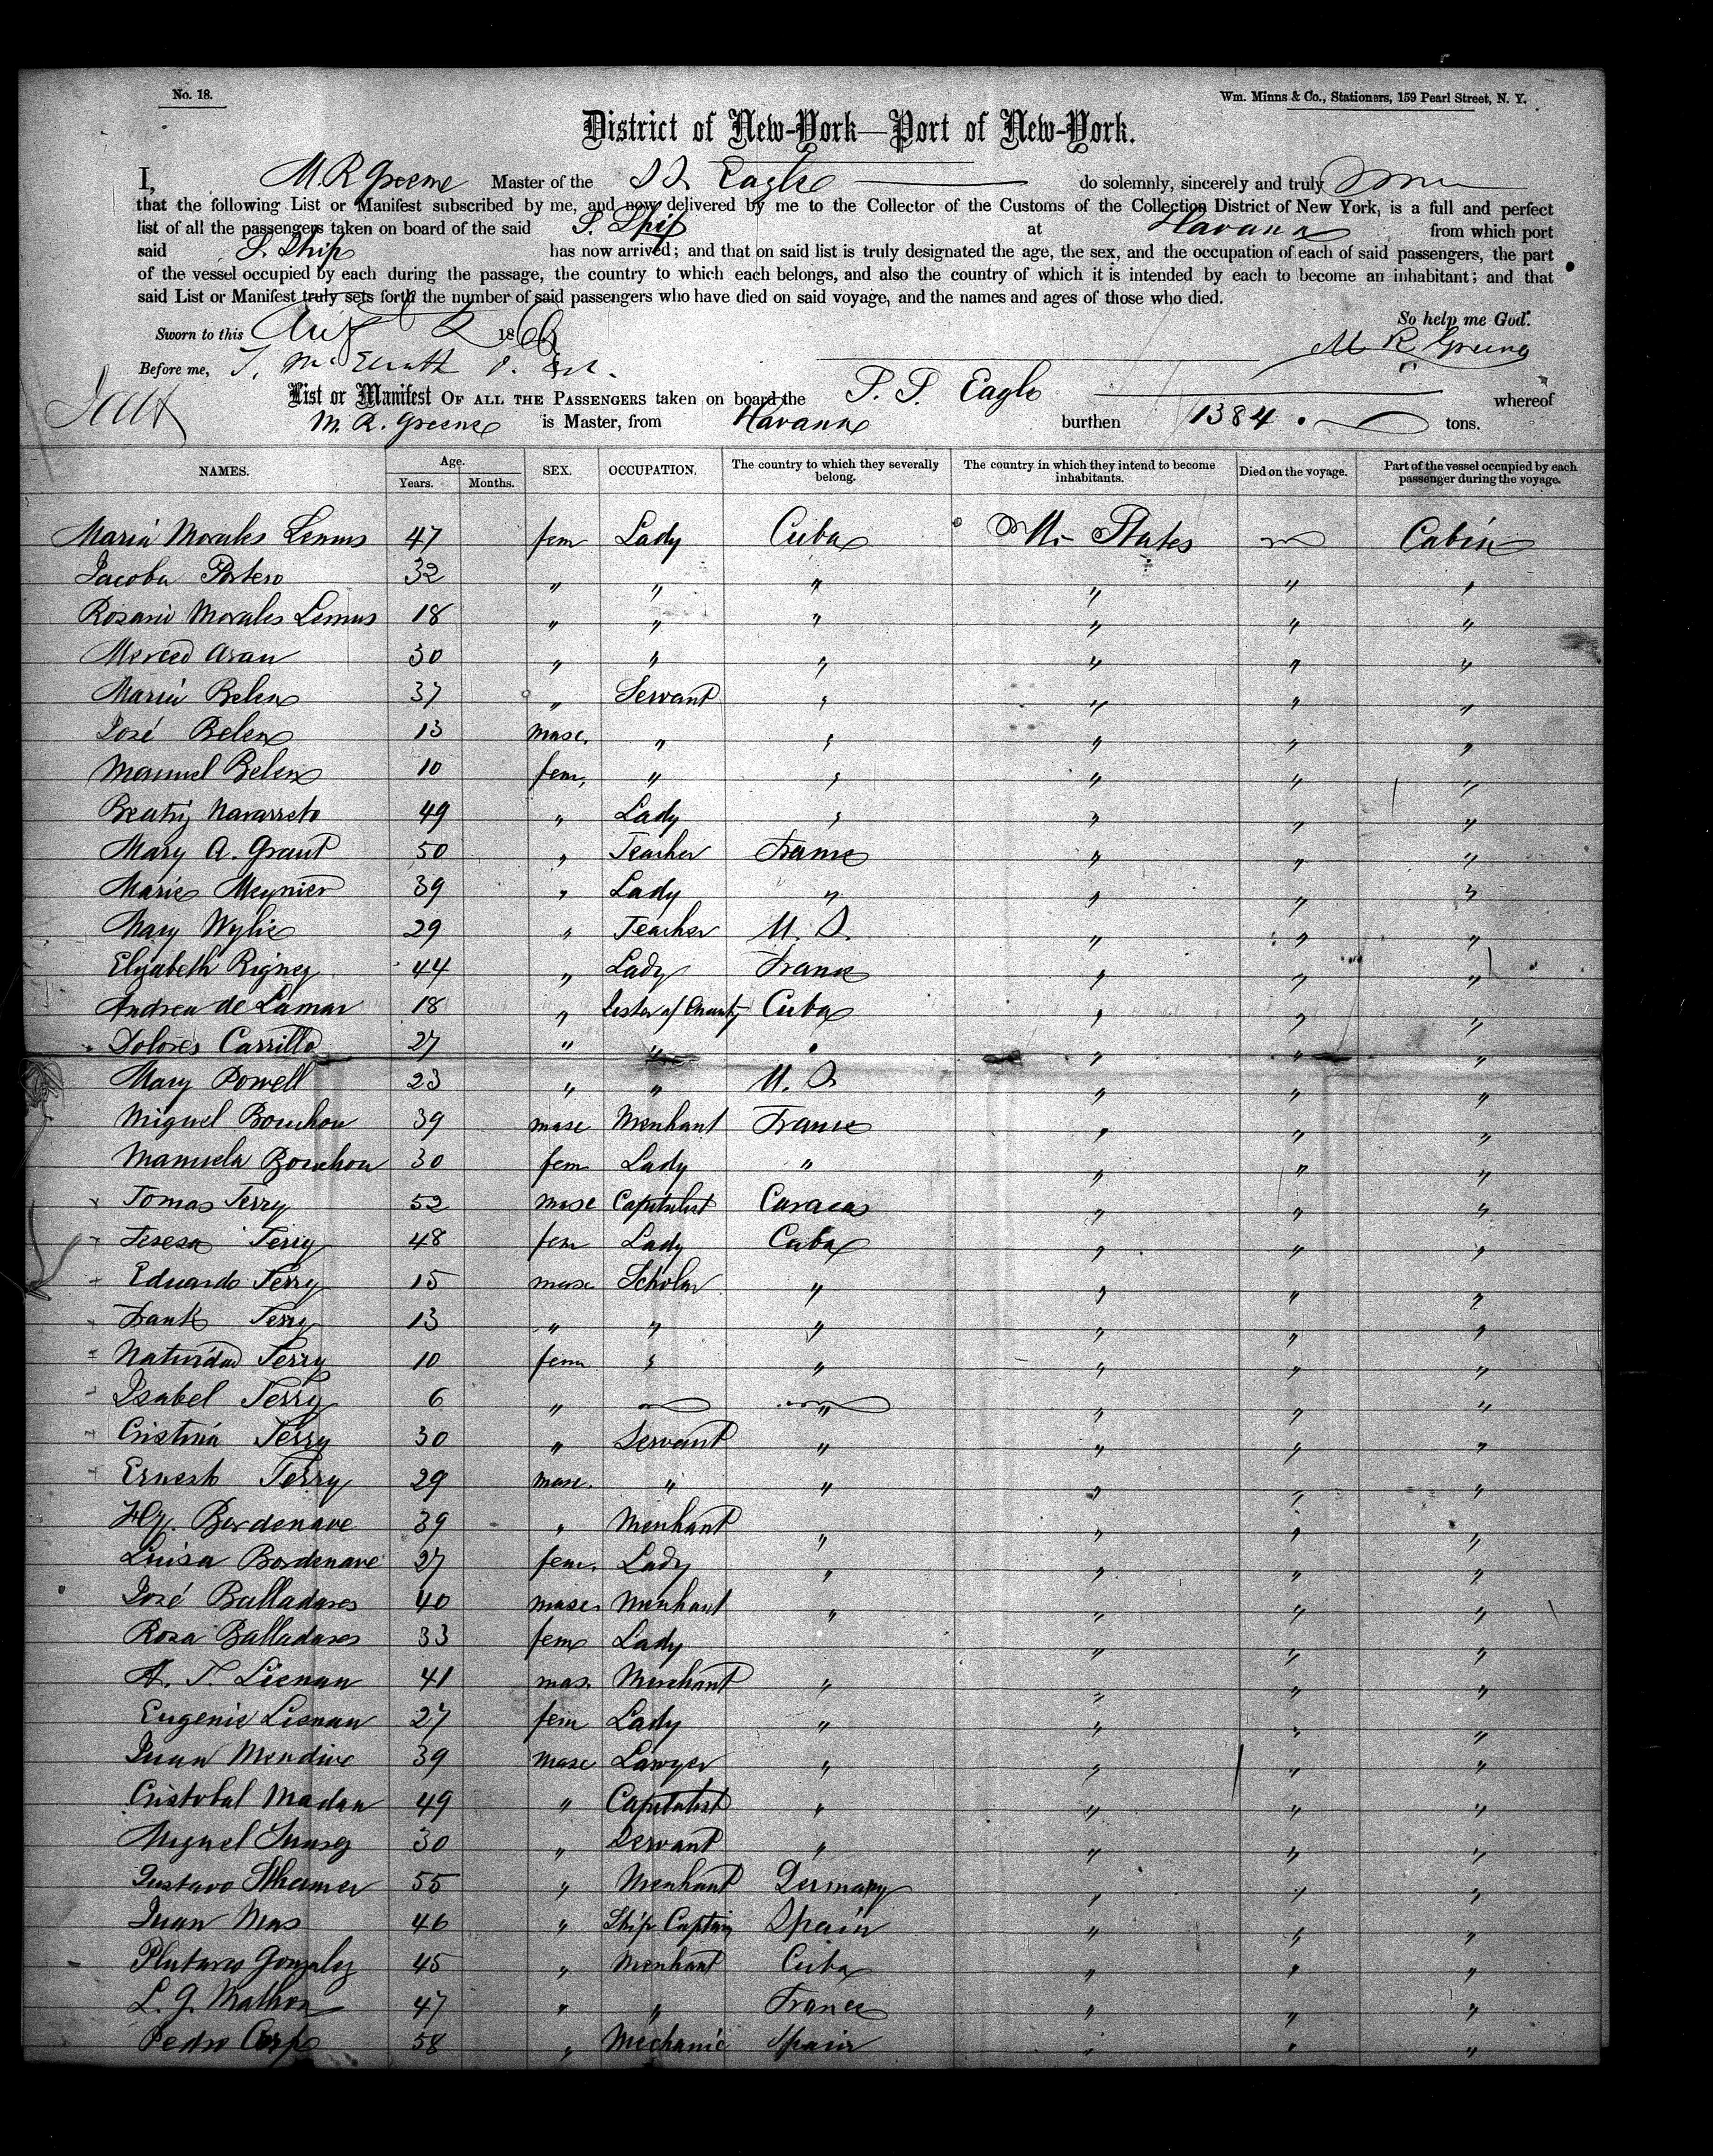 No. 18.
Wm. Minns & Co., Stationers, 159 Pearl Street, N. Y.
District of New-York—Port of New-York.
I, M. R. Greene Master of the S S. Eagle do solemnly, sincerely and truly
that the following List or Manifest subscribed by me, and now delivered by me to the Collector of the Customs of the Collection District of New York, is a full and perfect
list of all the passengers taken on board of the said S. Ship at Havana from which port
said S. Ship has now arrived; and that on said list is truly designated the age, the sex, and the occupation of each of said passengers, the part
of the vessel occupied by each during the passage, the country to which each belongs, and also the country of which it is intended by each to become an inhabitant; and that
said List or Manifest truly sets forth the number of said passengers who have died on said voyage, and the names and ages of those who died.
So help me God.
Sworn to this 2 1866
M R Greene
Before me,
List or Manifest OF ALL THE PASSENGERS taken on board the S. S. Eagle whereof
M. R. Greene is Master, from Havana burthen 1384. tons.
NAMES. Age. Years. Months. SEX. OCCUPATION. The country to which they severally belong. The country in which they intend to become inhabitants. Died on the voyage. Part of the vessel occupied by each passenger during the voyage.
Maria Morales Lemus 47 fem Lady Cuba U. States Cabin
Jacoba Portero 32 " " " " " "
Rosario Morales Lemus 18 " " " " " "
Merced Aran 30 " " " " " "
Maria Belen 37 " Servant " " " "
José Belen 13 masc. " " " " "
Manuel Belen 10 fem. " " " " "
Beatriz Navarrete 49 " Lady " " " "
Mary A. Grant 50 " Teacher France " " "
Marie Meynier 39 " Lady " " " "
Mary Wylie 29 " Teacher U. S. " " "
Elizabeth Rigney 44 " Lady France " " "
Andrea de Lamar 18 " Sister of Charity Cuba " " "
Dolores Carrillo 27 " " " " " "
Mary Powell 23 " " U. S. " " "
Miguel Bouchon 39 masc Merchant France " " "
Manuela Bouchon 30 fem Lady " " " "
Tomas Terry 52 masc Capitalist Caracas " " "
Teresa Terry 48 fem Lady Cuba " " "
Eduardo Terry 15 masc Scholar " " " "
Frank Terry 13 " " " " " "
Natividad Terry 10 fem " " " " "
Isabel Terry 6 " " " " "
Cristina Terry 30 " Servant " " " "
Ernesto Terry 29 masc. " " " " "
Hy. Bordenave 39 " Merchant " " " "
Luisa Bordenave 27 fem. Lady " " " "
José Balladares 40 masc. Merchant " " " "
Rosa Balladares 33 fem Lady " " "
A. T. Lienau 41 mas. Merchant " " " "
Eugenie Lienau 27 fem Lady " " " "
Juan Mendive 39 masc Lawyer " " " "
Cristobal Madan 49 " Capitalist " " " "
Miguel 30 " Servant " " " "
Gustavo 55 " Merchant Germany " " "
Juan Mas 46 " Ship Captain Spain " " "
Plutarco Gonzalez 45 " Merchant Cuba " " "
L. G. Mathon 47 " " France " " "
Pedro 58 " Mechanic Spain " " "